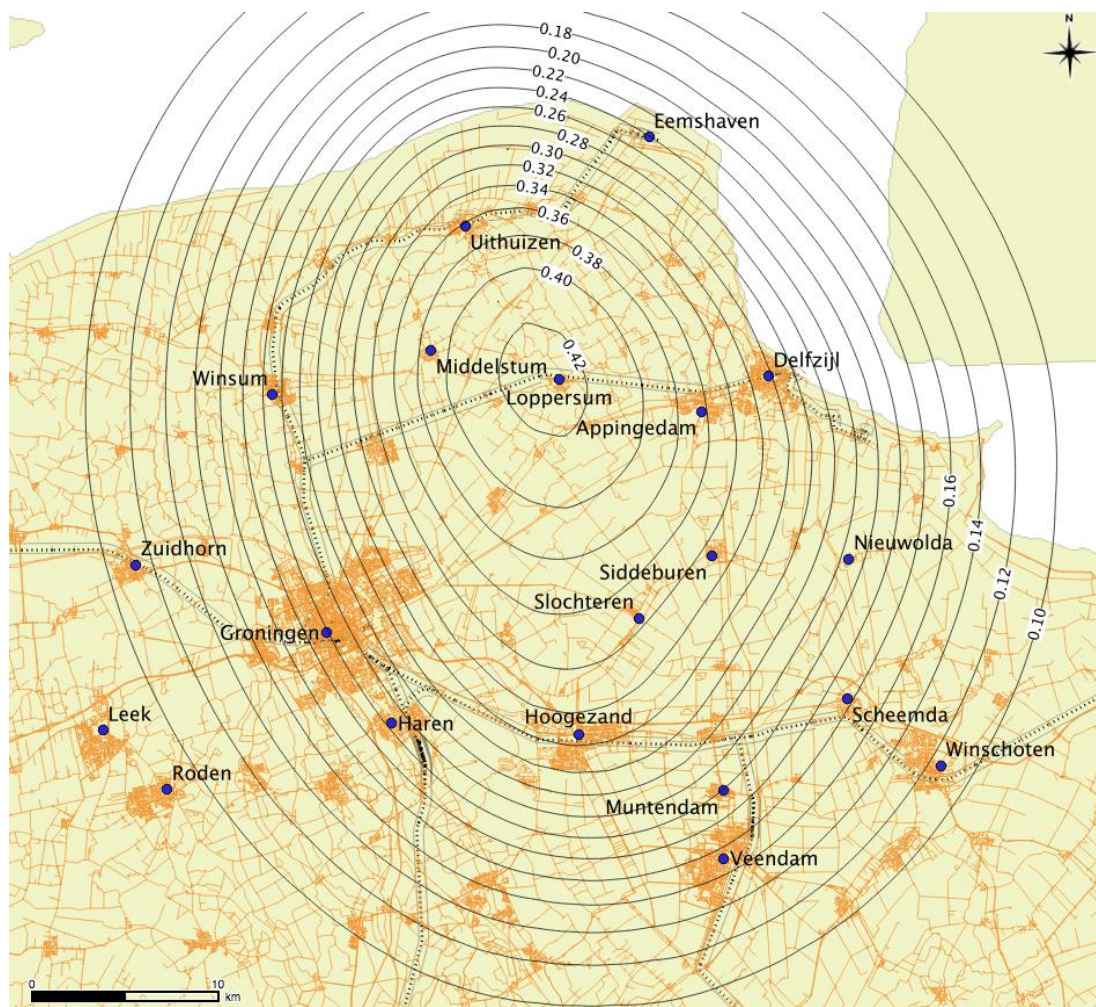 N
0.18
0.20
0.22
0.24
0.26
0.28
0.30
0.32
0.34
0.36
0.38
0.40
0.42
Eemshaven
Uithuizen
Middelstum
Delfzijl
Winsum
Loppersum
Appingedam
0.16
0.14
0.12
0.10
Zuidhorn
Nieuwolda
Siddeburen
Slochteren
Groningen
Leek
Haren
Hoogezand
Scheemda
Winschoten
Roden
Muntendam
Veendam
0 10
km